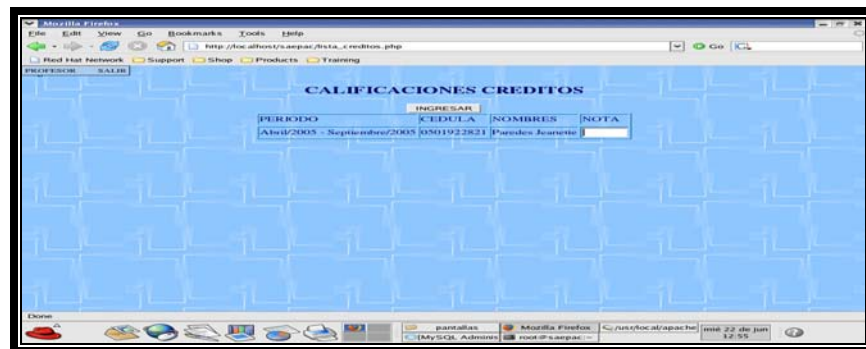 Mozilla Firefox
File Edit View Go Bookmarks Tools Help
http://localhost/saepac/lista_creditos.php Go
Red Hat Network Support Shop Products Training
PROFESOR SALIR
CALIFICACIONES CREDITOS
INGRESAR
PERIODO CEDULA NOMBRES NOTA
Abril/2005 - Septiembre/2005 0501922821 Paredes Jeanette
Done
pantallas Mozilla Firefox /usr/local/apache mié 22 de jun
[MySQL Adminis root@saepac:~ 12:55